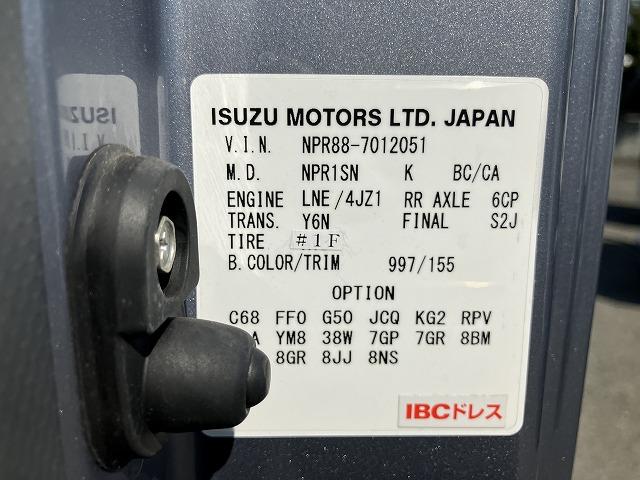 ISUZU MOTORS LTD. JAPAN
V.I.N. NPR88-7012051
M.D. NPR1SN K BC/CA
ENGINE LNE/4JZ1 RR AXLE 6CP
TRANS. Y6N FINAL S2J
TIRE #1F
B.COLOR/TRIM 997/155
OPTION
C68 FF0 G50 JCQ KG2 RPV
YM8 38W 7GP 7GR 8BM
8GR 8JJ 8NS
IBCドレス